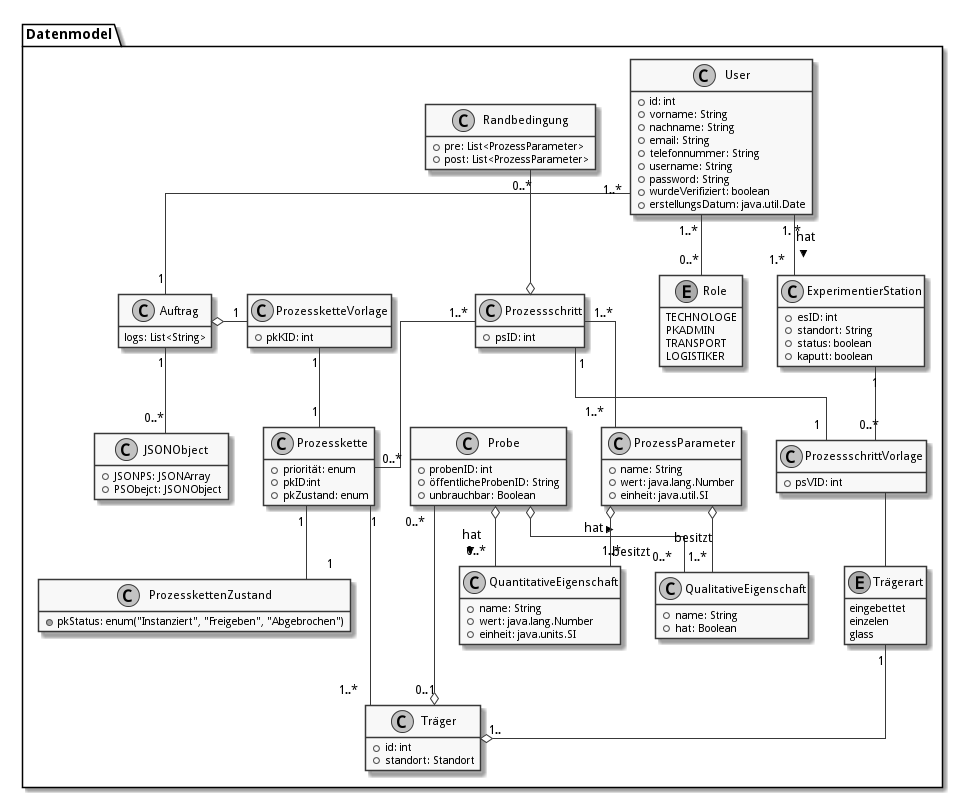 Datenmodel
C User
id: int
vorname: String
nachname: String
email: String
telefonnummer: String
username: String
password: String
wurdeVerifiziert: boolean
erstellungsDatum: java.util.Date
C Randbedingung
pre: List<ProzessParameter>
post: List<ProzessParameter>
0..*
1..*
1..*
0..*
1..*
hat
1.*
1
E Role
TECHNOLOGE
PKADMIN
TRANSPORT
LOGISTIKER
C ExperimentierStation
esID: int
standort: String
status: boolean
kaputt: boolean
C Auftrag
logs: List<String>
1
C ProzessketteVorlage
pkKID: int
1..*
C Prozessschritt
psID: int
1..*
1
0..*
1
1
1
1..*
1
1
0..*
C JSONObject
JSONPS: JSONArray
PSObejct: JSONObject
C Prozesskette
priorität: enum
pkID:int
pkZustand: enum
0..*
C Probe
probenID: int
öffentlicheProbenID: String
unbrauchbar: Boolean
C ProzessParameter
name: String
wert: java.lang.Number
einheit: java.util.SI
C ProzessschrittVorlage
psVID: int
1
1
1
1..*
0..*
hat
0..*
hat
1..*
besitzt
0..*
besitzt
1..*
C ProzesskettenZustand
pkStatus: enum("Instanziert", "Freigeben", "Abgebrochen")
C QuantitativeEigenschaft
name: String
wert: java.lang.Number
einheit: java.units.SI
C QualitativeEigenschaft
name: String
hat: Boolean
E Trägerart
eingebettet
einzelen
glass
1
0..1
C Träger
id: int
standort: Standort
1..